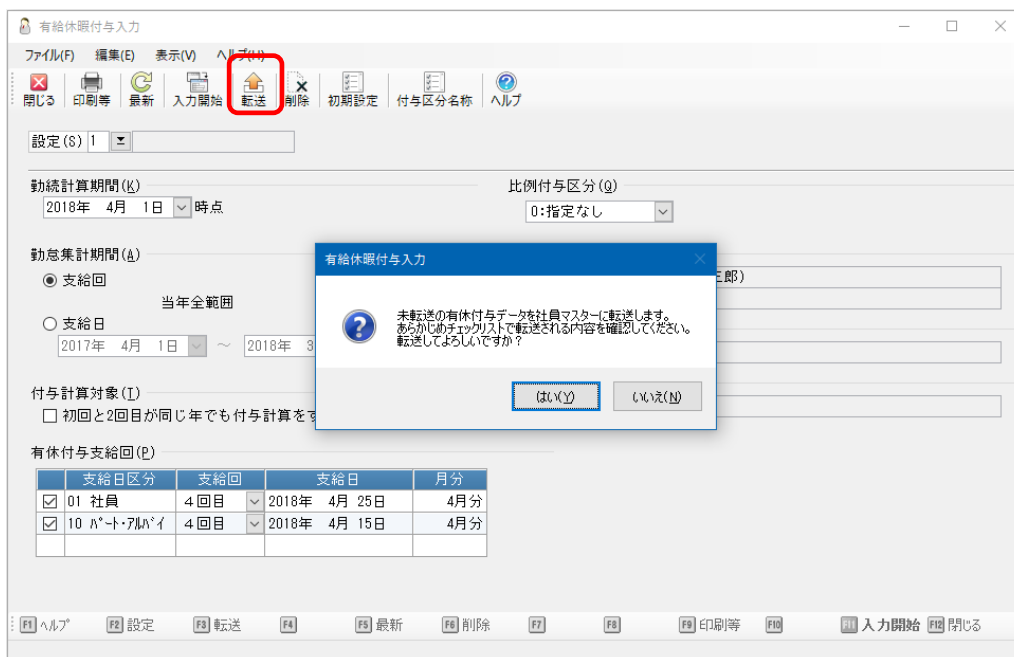 有給休暇付与入力
ファイル(F) 編集(E) 表示(V) ヘルプ(H)
閉じる 印刷等 最新 入力開始 転送 削除 初期設定 付与区分名称 ヘルプ
設定(S) 1
勤続計算期間(K)
2018年 4月 1日 時点
比例付与区分(Q)
0:指定なし
勤怠集計期間(A)
支給回
当年全範囲
支給日
2017年 4月 1日 ～ 2018年 3
三郎)
有給休暇付与入力
未転送の有休付与データを社員マスターに転送します。
あらかじめチェックリストで転送される内容を確認してください。
転送してよろしいですか？
はい(Y) いいえ(N)
付与計算対象(I)
初回と2回目が同じ年でも付与計算をす
有休付与支給回(P)
支給日区分 支給回 支給日 月分
01 社員 4回目 2018年 4月 25日 4月分
10 ﾊﾟｰﾄ・ｱﾙﾊﾞｲ 4回目 2018年 4月 15日 4月分
F1 ﾍﾙﾌﾟ F2 設定 F3 転送 F4 F5 最新 F6 削除 F7 F8 F9 印刷等 F10 F11 入力開始 F12 閉じる